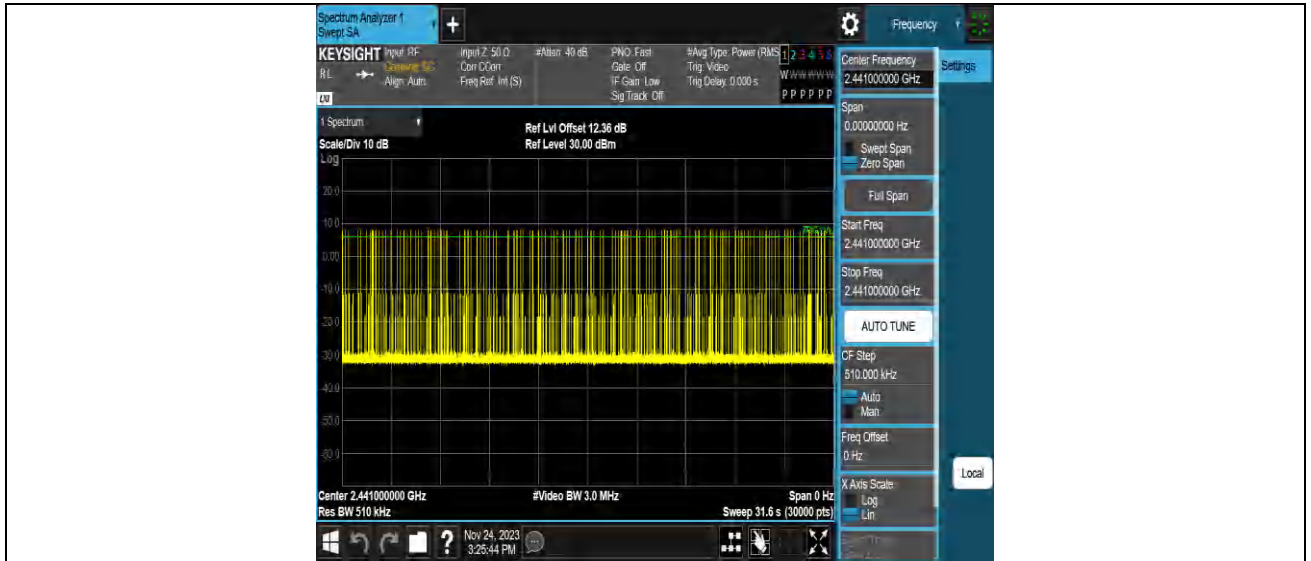 Spectrum Analyzer 1
Swept SA
+
Frequency
KEYSIGHT Input: RF
RL
Align: Auto
LXI
Input Z: 50 Ω
Corr CCorr
Freq Ref: Int (S)
#Atten: 40 dB
PNO: Fast
Gate: Off
IF Gain: Low
Sig Track: Off
#Avg Type: Power (RMS
Trig: Video
Trig Delay: 0.000 s
1 2 3 4 5 6
W W W W W W
P P P P P P
Center Frequency
2.441000000 GHz
Settings
Span
0.00000000 Hz
Swept Span
Zero Span
Full Span
Start Freq
2.441000000 GHz
Stop Freq
2.441000000 GHz
AUTO TUNE
CF Step
510.000 kHz
Auto
Man
Freq Offset
0 Hz
X Axis Scale
Log
Lin
Local
1 Spectrum
Scale/Div 10 dB
Ref Lvl Offset 12.36 dB
Ref Level 30.00 dBm
Log
20.0
10.0
0.00
-10.0
-20.0
-30.0
-40.0
-50.0
-60.0
Center 2.441000000 GHz
#Video BW 3.0 MHz
Span 0 Hz
Res BW 510 kHz
Sweep 31.6 s (30000 pts)
?
Nov 24, 2023
3:25:44 PM